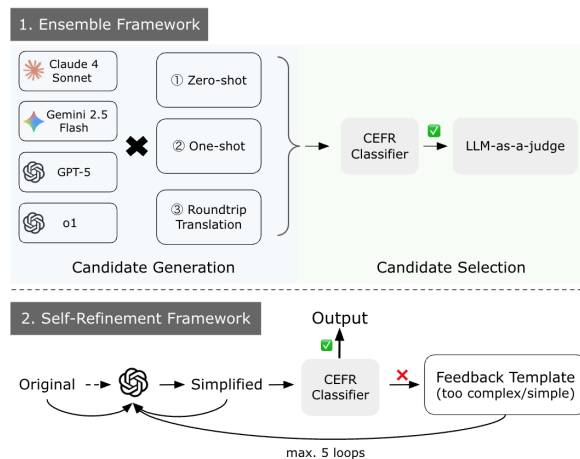 1. Ensemble Framework
Claude 4
Sonnet
Gemini 2.5
Flash
GPT-5
o1
① Zero-shot
② One-shot
③ Roundtrip
Translation
CEFR
Classifier
LLM-as-a-judge
Candidate Generation
Candidate Selection
2. Self-Refinement Framework
Output
Original
Simplified
CEFR
Classifier
Feedback Template
(too complex/simple)
max. 5 loops